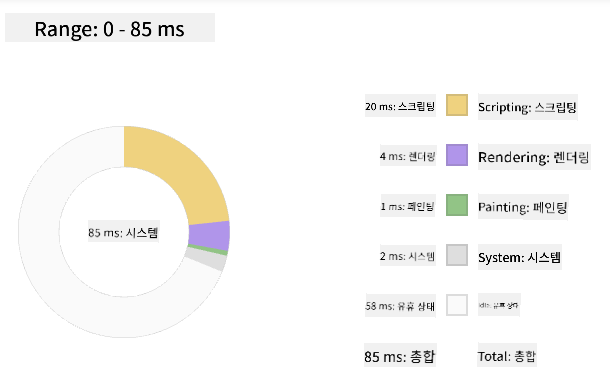 Range: 0 - 85 ms
20 ms: 스크립팅
Scripting: 스크립팅
4 ms: 렌더링
Rendering: 렌더링
1 ms: 페인팅
Painting: 페인팅
85 ms: 시스템
2 ms: 시스템
System: 시스템
58 ms: 유휴 상태
Idle: 유휴 상태
85 ms: 총합
Total: 총합